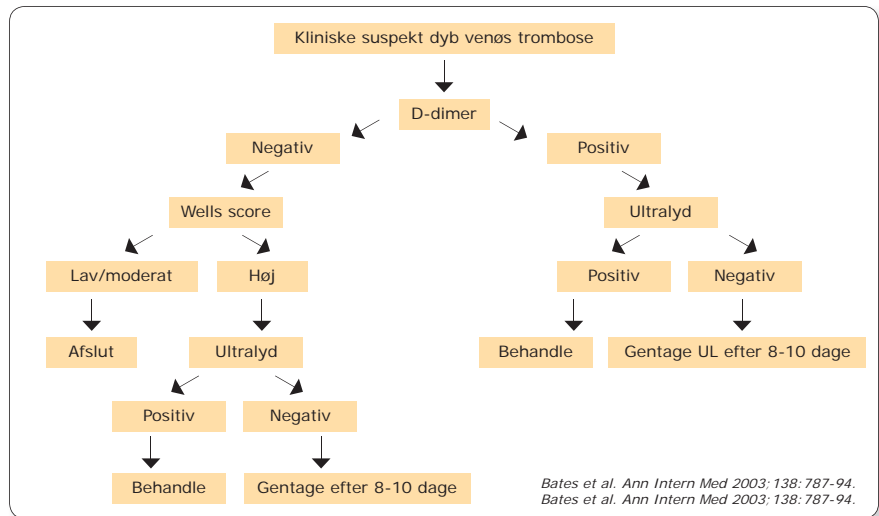 Kliniske suspekt dyb venøs trombose
D-dimer
Negativ
Positiv
Wells score
Ultralyd
Lav/moderat
Høj
Positiv
Negativ
Afslut
Ultralyd
Behandle
Gentage UL efter 8-10 dage
Positiv
Negativ
Behandle
Gentage efter 8-10 dage
Bates et al. Ann Intern Med 2003;138:787-94.
Bates et al. Ann Intern Med 2003;138:787-94.